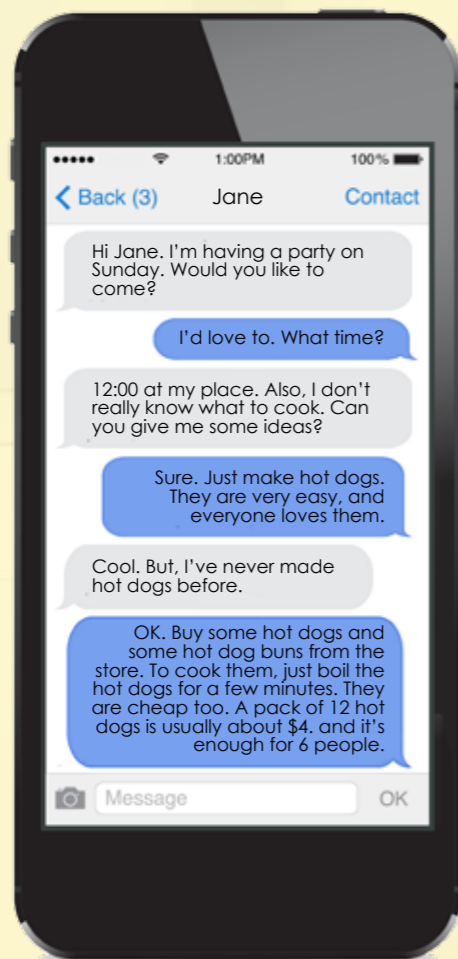 1:00PM 100%
Back (3) Jane Contact
Hi Jane. I'm having a party on
Sunday. Would you like to
come?
I'd love to. What time?
12:00 at my place. Also, I don't
really know what to cook. Can
you give me some ideas?
Sure. Just make hot dogs.
They are very easy, and
everyone loves them.
Cool. But, I've never made
hot dogs before.
OK. Buy some hot dogs and
some hot dog buns from the
store. To cook them, just boil the
hot dogs for a few minutes. They
are cheap too. A pack of 12 hot
dogs is usually about $4. and it's
enough for 6 people.
Message OK